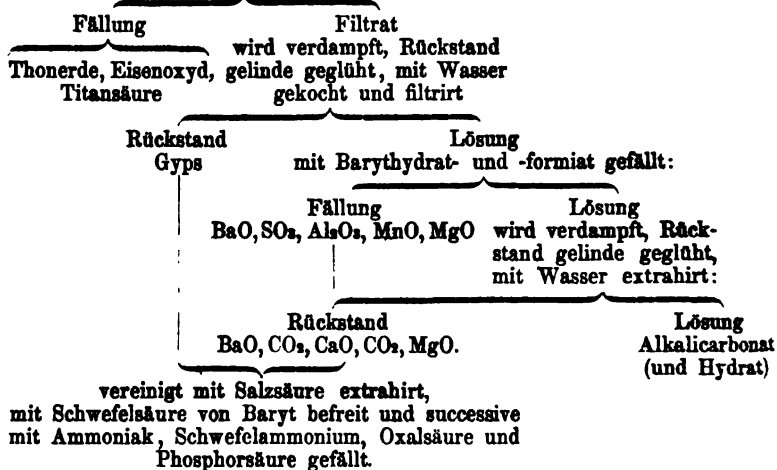 Fällung Filtrat
wird verdampft, Rückstand
Thonerde, Eisenoxyd, gelinde geglüht, mit Wasser
Titansäure gekocht und filtrirt
Rückstand Lösung
Gyps mit Barythydrat- und -formiat gefällt:
Fällung Lösung
BaO, SO₃, Al₂O₃, MnO, MgO wird verdampft, Rück-
stand gelinde geglüht,
mit Wasser extrahirt:
Rückstand Lösung
BaO, CO₂, CaO, CO₂, MgO. Alkalicarbonat
(und Hydrat)
vereinigt mit Salzsäure extrahirt,
mit Schwefelsäure von Baryt befreit und successive
mit Ammoniak, Schwefelammonium, Oxalsäure und
Phosphorsäure gefällt.